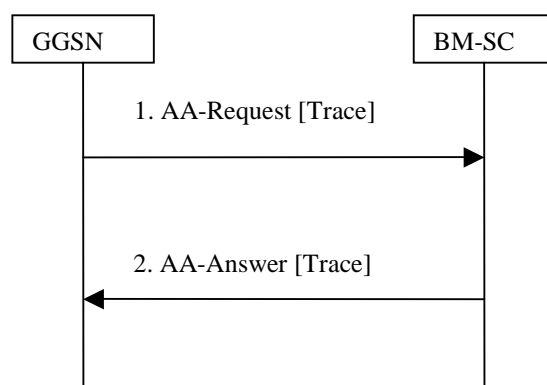 GGSN
BM-SC
1. AA-Request [Trace]
2. AA-Answer [Trace]